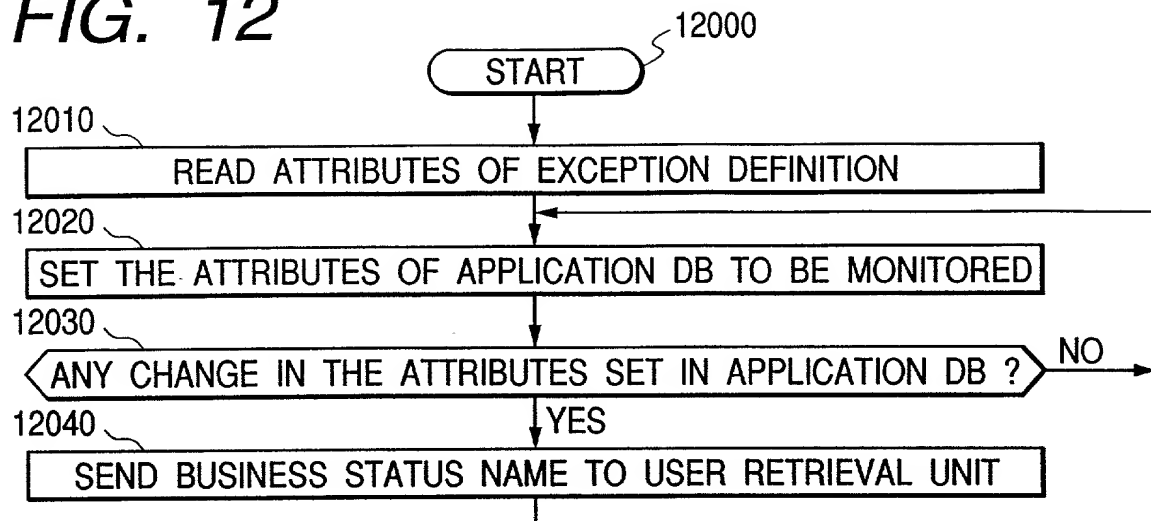 FIG. 12
12000
START
12010
READ ATTRIBUTES OF EXCEPTION DEFINITION
12020
SET THE ATTRIBUTES OF APPLICATION DB TO BE MONITORED
12030
ANY CHANGE IN THE ATTRIBUTES SET IN APPLICATION DB ?
NO
YES
12040
SEND BUSINESS STATUS NAME TO USER RETRIEVAL UNIT